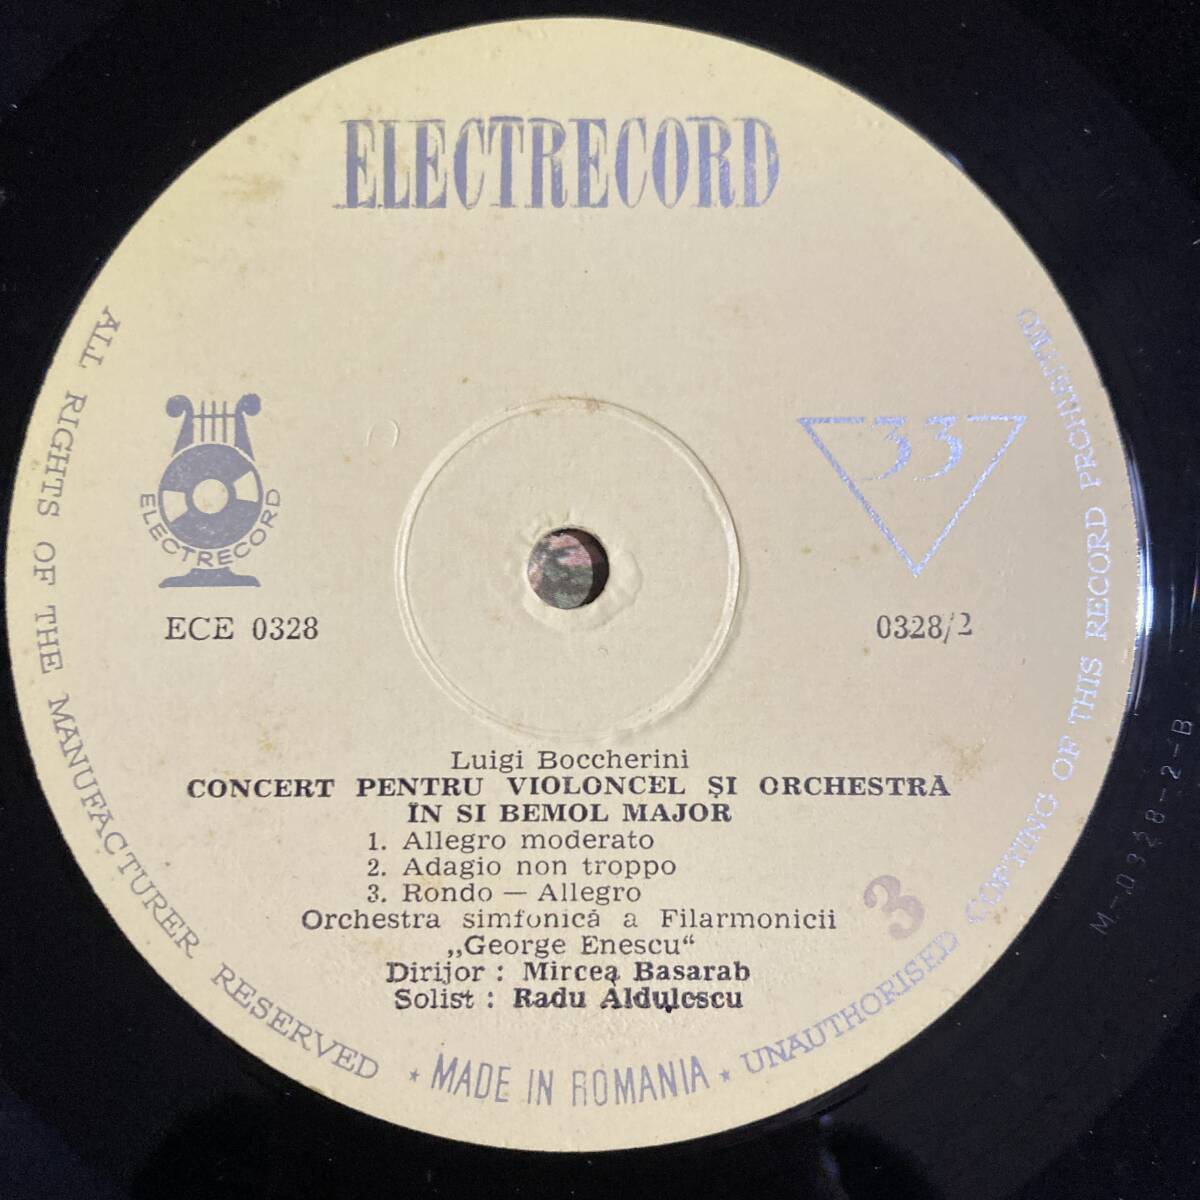 ELECTRECORD
ELECTRECORD
33
ECE 0328
0328/2
Luigi Boccherini
CONCERT PENTRU VIOLONCEL ȘI ORCHESTRĂ
ÎN SI BEMOL MAJOR
1. Allegro moderato
2. Adagio non troppo
3. Rondo — Allegro
Orchestra simfonică a Filarmonicii
„George Enescu“
Dirijor : Mircea Basarab
Solist : Radu Aldulescu
3
ALL RIGHTS OF THE MANUFACTURER RESERVED
★ MADE IN ROMANIA ★
UNAUTHORISED COPYING OF THIS RECORD PROHIBITED
M-0328-2-B